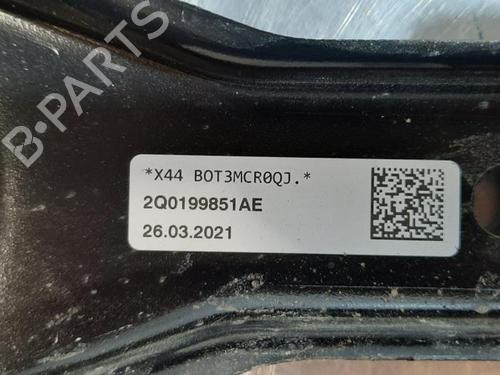 B-PARTS
*X44 BOT3MCR0QJ.*
2Q0199851AE
26.03.2021